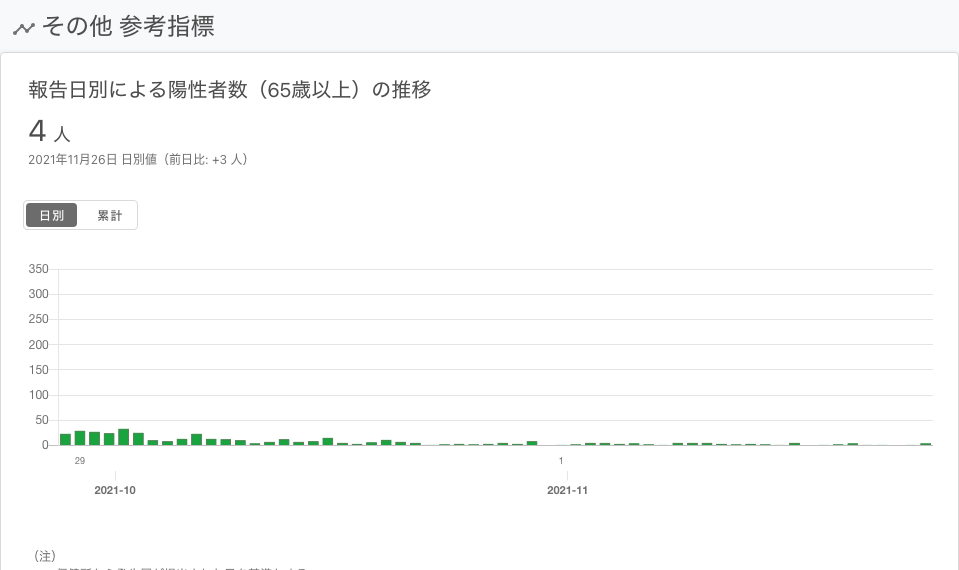 その他 参考指標
報告日別による陽性者数（65歳以上）の推移
4 人
2021年11月26日 日別値（前日比: +3 人）
日別 累計
350
300
250
200
150
100
50
0
29 1
2021-10 2021-11
（注）